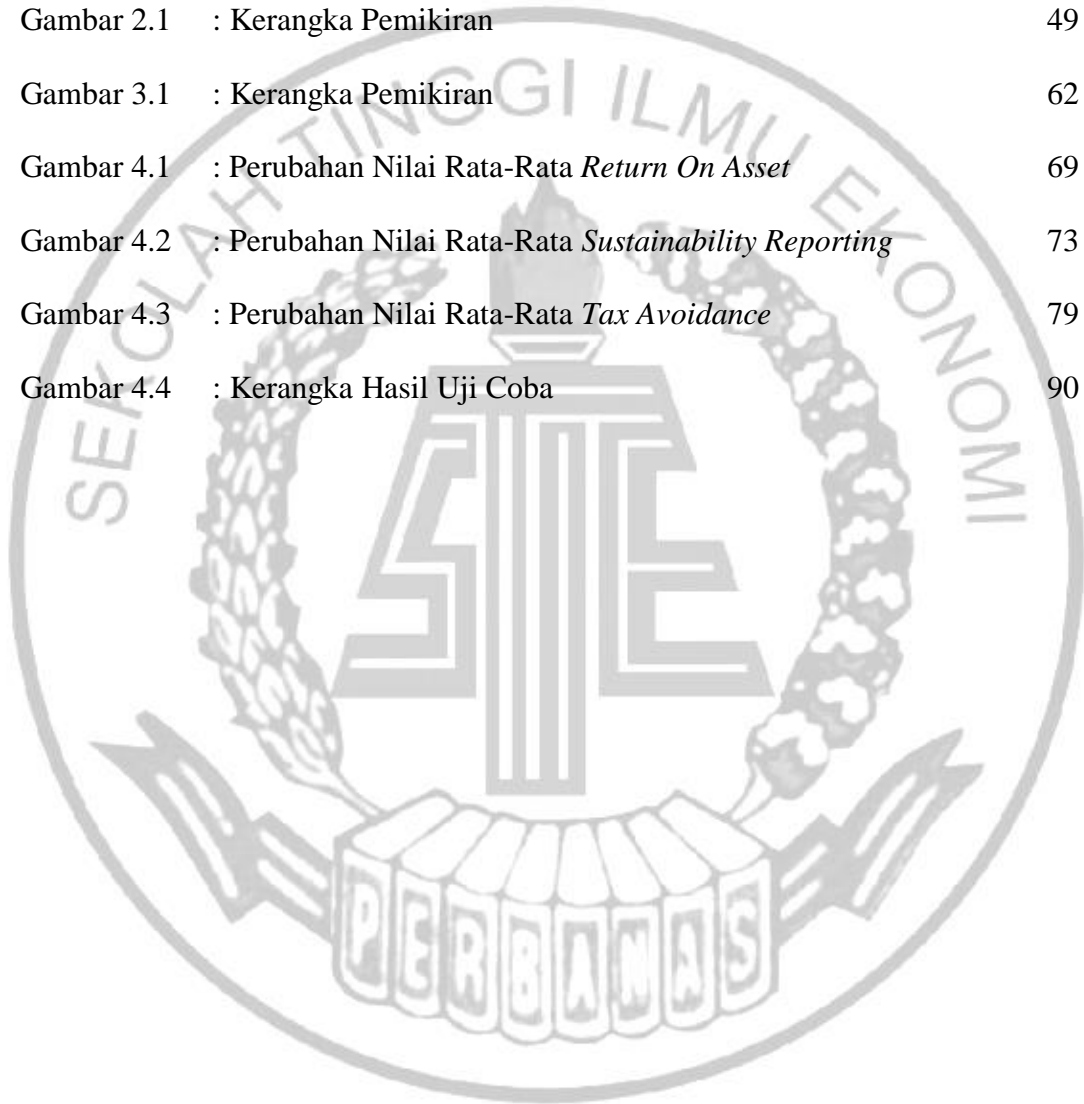 Gambar 2.1 : Kerangka Pemikiran 49
Gambar 3.1 : Kerangka Pemikiran 62
Gambar 4.1 : Perubahan Nilai Rata-Rata Return On Asset 69
Gambar 4.2 : Perubahan Nilai Rata-Rata Sustainability Reporting 73
Gambar 4.3 : Perubahan Nilai Rata-Rata Tax Avoidance 79
Gambar 4.4 : Kerangka Hasil Uji Coba 90
SEKOLAH TINGGI ILMU EKONOMI
STIE
PERBANAS